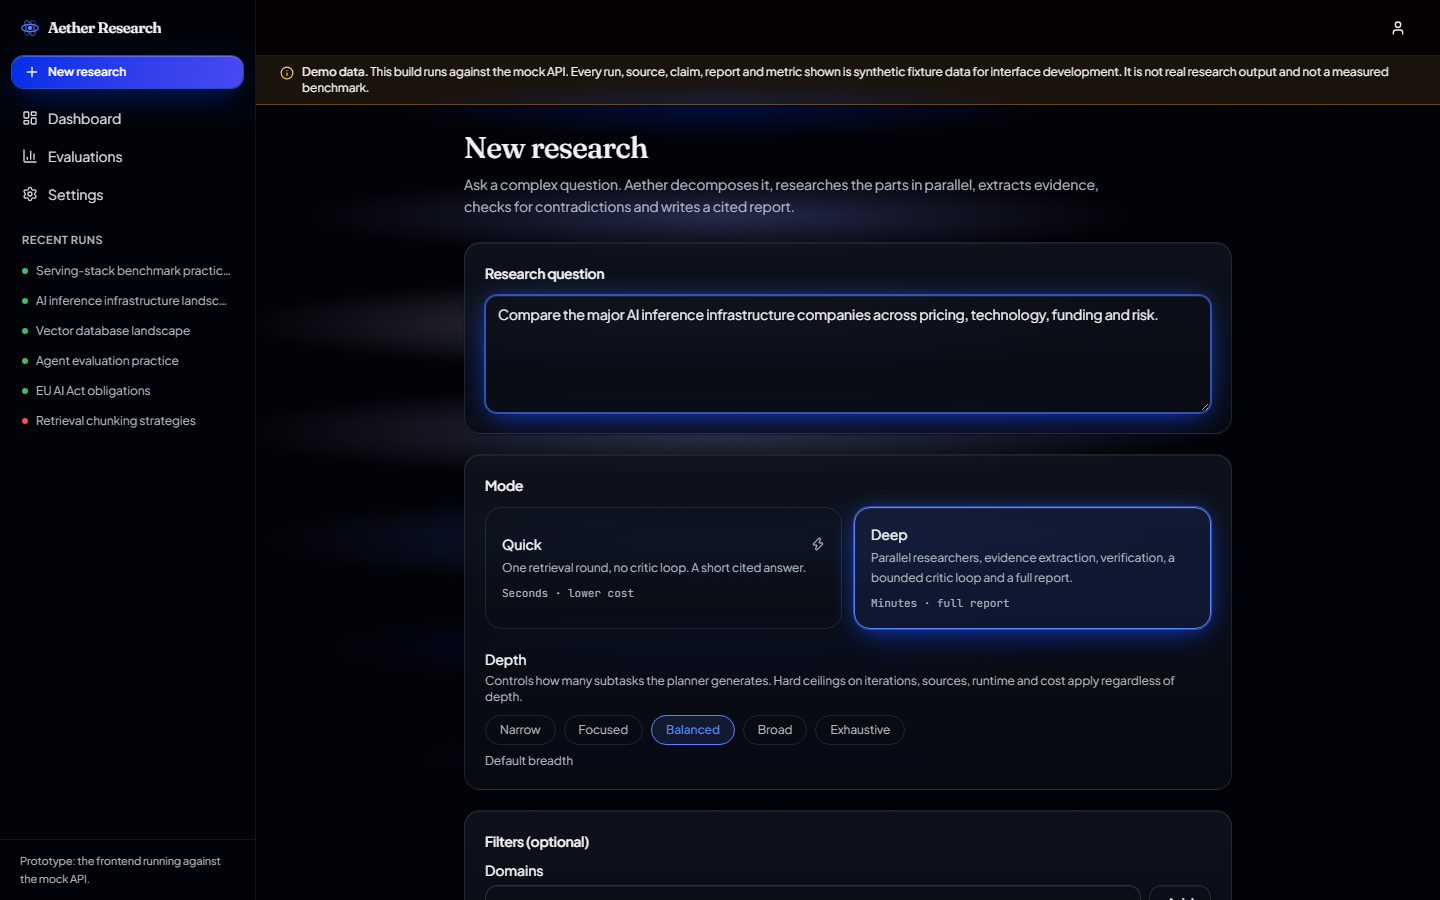 Aether Research
New research
Dashboard
Evaluations
Settings
RECENT RUNS
Serving-stack benchmark practic...
AI inference infrastructure landsc...
Vector database landscape
Agent evaluation practice
EU AI Act obligations
Retrieval chunking strategies
Prototype: the frontend running against
the mock API.
Demo data. This build runs against the mock API. Every run, source, claim, report and metric shown is synthetic fixture data for interface development. It is not real research output and not a measured
benchmark.
New research
Ask a complex question. Aether decomposes it, researches the parts in parallel, extracts evidence,
checks for contradictions and writes a cited report.
Research question
Compare the major AI inference infrastructure companies across pricing, technology, funding and risk.
Mode
Quick
One retrieval round, no critic loop. A short cited answer.
Seconds · lower cost
Deep
Parallel researchers, evidence extraction, verification, a
bounded critic loop and a full report.
Minutes · full report
Depth
Controls how many subtasks the planner generates. Hard ceilings on iterations, sources, runtime and cost apply regardless of
depth.
Narrow
Focused
Balanced
Broad
Exhaustive
Default breadth
Filters (optional)
Domains